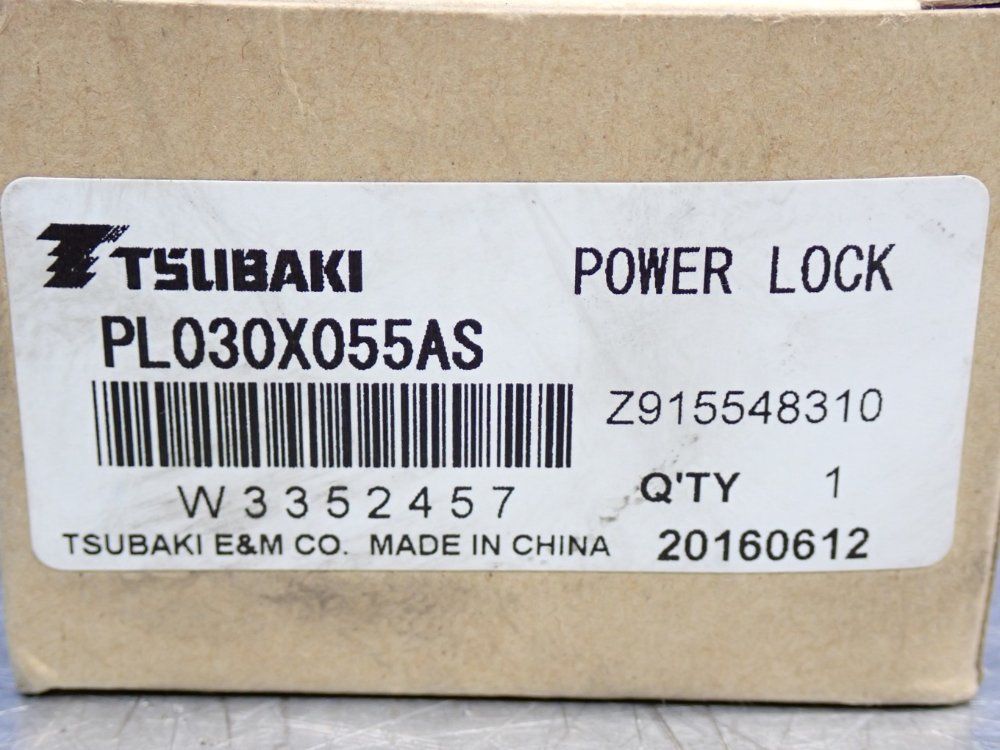 TSUBAKI POWER LOCK
PL030X055AS
Z915548310
W3352457
Q'TY 1
TSUBAKI E&M CO. MADE IN CHINA 20160612